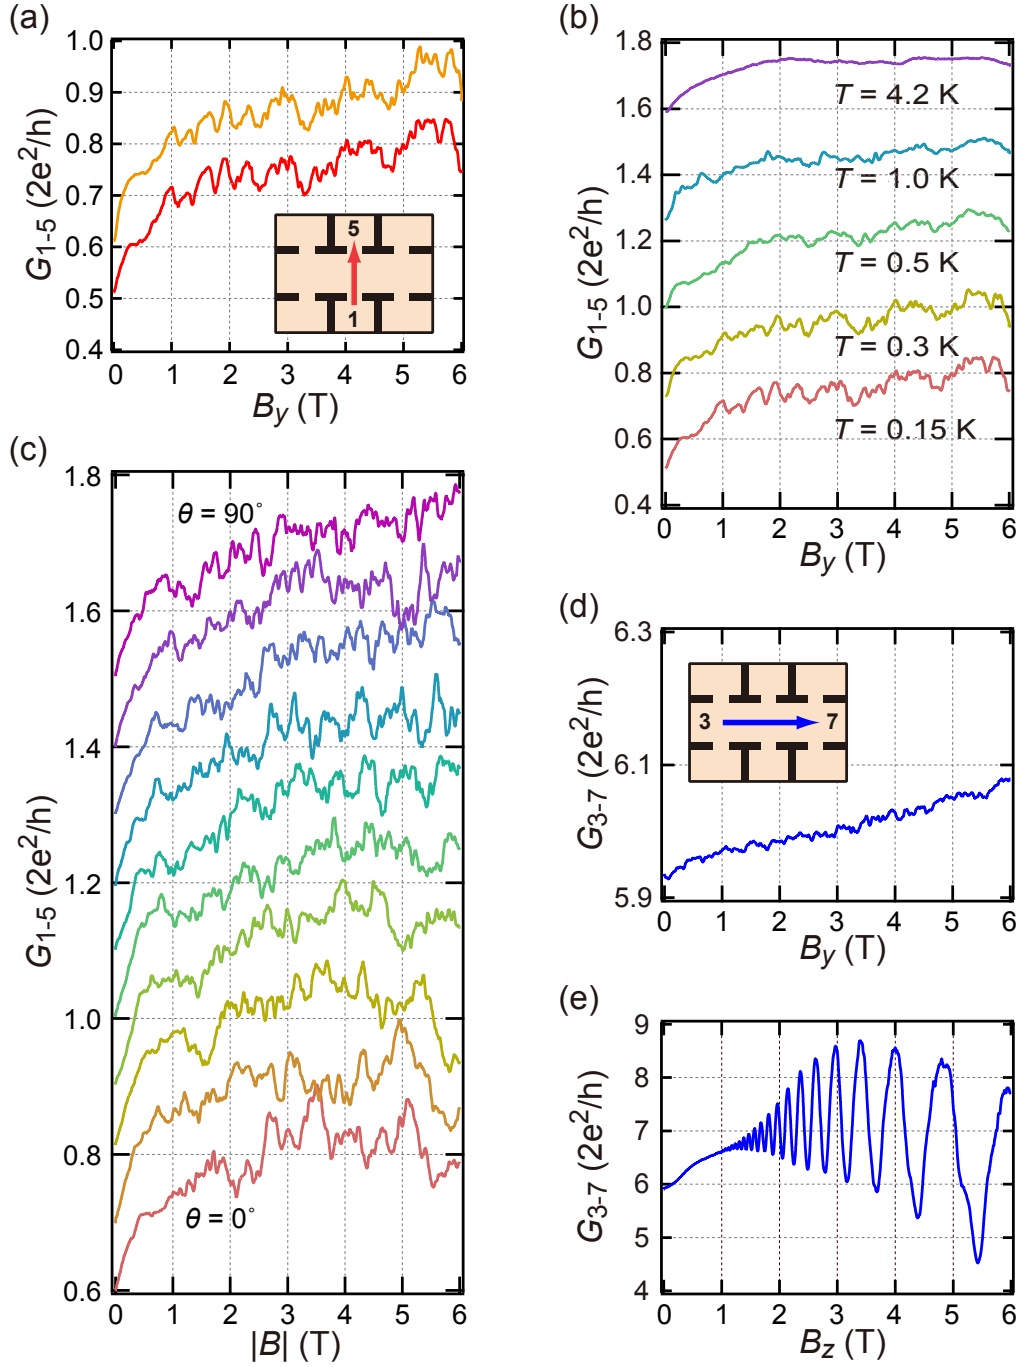 (a)
1.0
0.9
0.8
0.7
0.6
0.5
0.4
G1-5 (2e²/h)
5
1
0 1 2 3 4 5 6
By (T)
(b)
1.8
1.6
1.4
1.2
1.0
0.8
0.6
0.4
G1-5 (2e²/h)
T = 4.2 K
T = 1.0 K
T = 0.5 K
T = 0.3 K
T = 0.15 K
0 1 2 3 4 5 6
By (T)
(c)
1.8
1.6
1.4
1.2
1.0
0.8
0.6
G1-5 (2e²/h)
θ = 90°
θ = 0°
0 1 2 3 4 5 6
|B| (T)
(d)
6.3
6.1
5.9
G3-7 (2e²/h)
3 7
0 1 2 3 4 5 6
By (T)
(e)
9
8
7
6
5
4
G3-7 (2e²/h)
0 1 2 3 4 5 6
Bz (T)